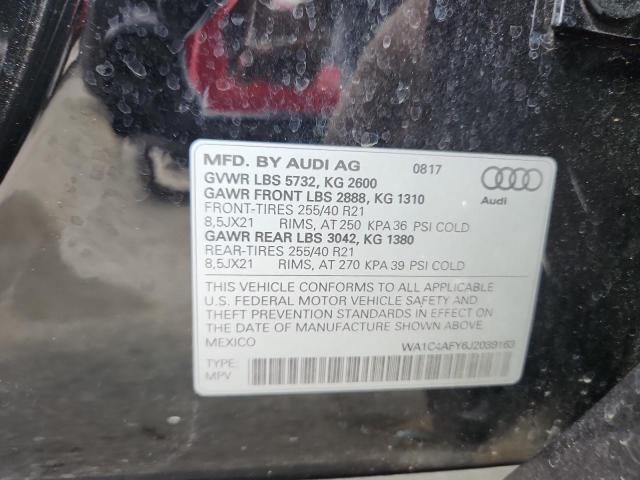 MFD. BY AUDI AG 0817
GVWR LBS 5732, KG 2600
GAWR FRONT LBS 2888, KG 1310
FRONT-TIRES 255/40 R21
8,5JX21 RIMS, AT 250 KPA 36 PSI COLD
GAWR REAR LBS 3042, KG 1380
REAR-TIRES 255/40 R21
8,5JX21 RIMS, AT 270 KPA 39 PSI COLD
Audi
THIS VEHICLE CONFORMS TO ALL APPLICABLE
U.S. FEDERAL MOTOR VEHICLE SAFETY AND
THEFT PREVENTION STANDARDS IN EFFECT ON
THE DATE OF MANUFACTURE SHOWN ABOVE.
MEXICO WA1C4AFY6J2039163
TYPE:
MPV